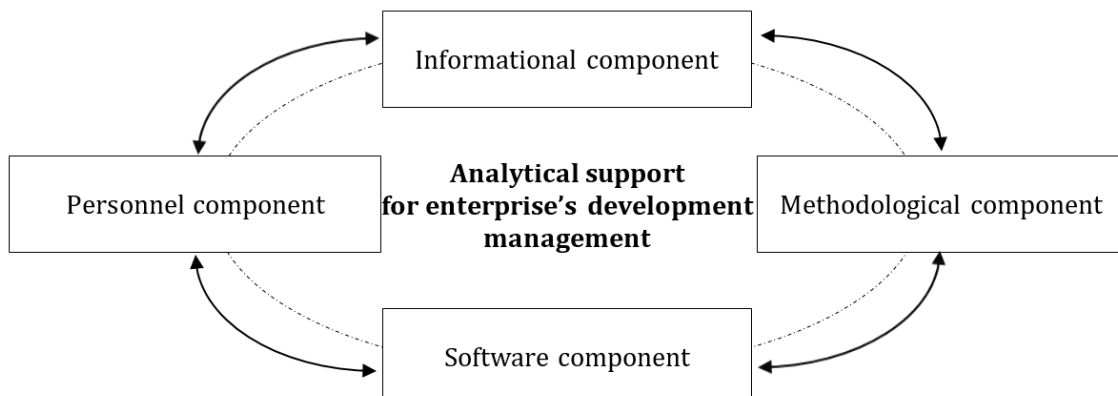 Informational component
Personnel component
Analytical support
for enterprise’s development
management
Methodological component
Software component